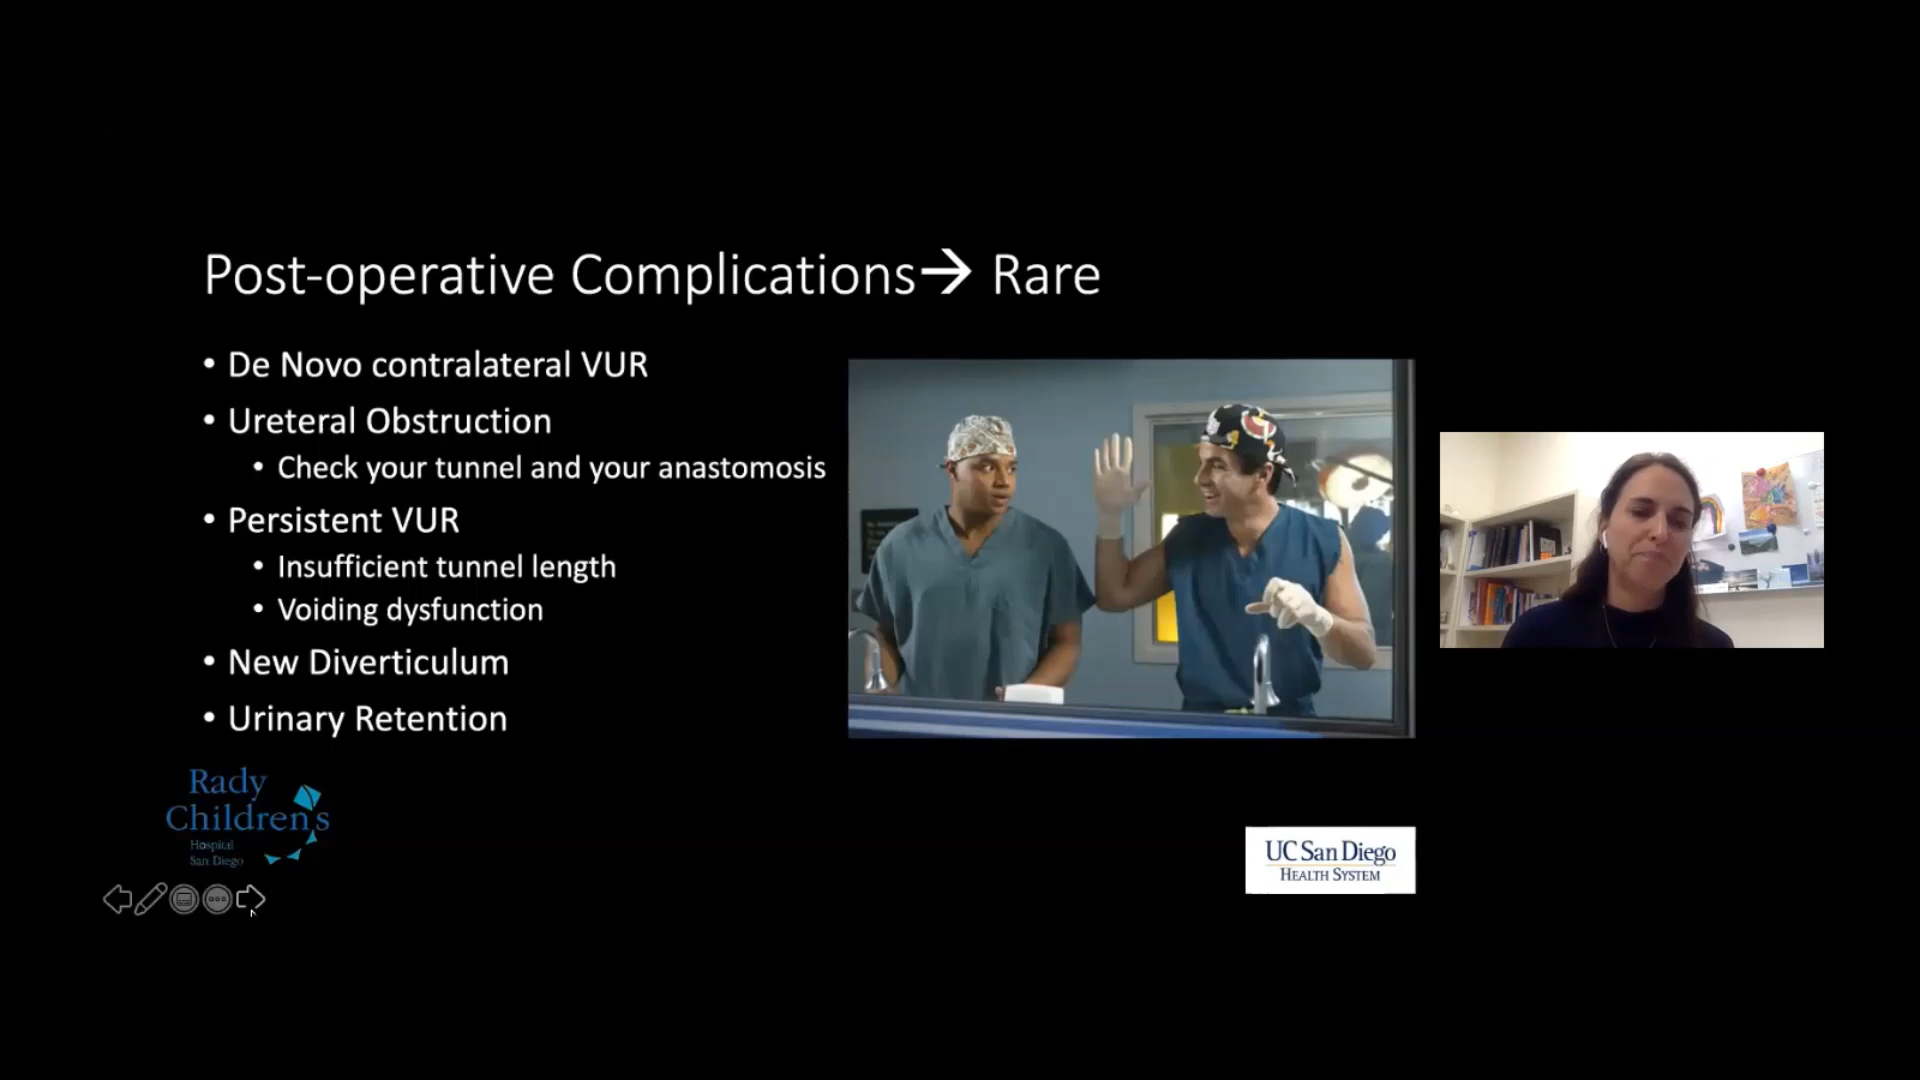 Post-operative Complications→ Rare
• De Novo contralateral VUR
• Ureteral Obstruction
• Check your tunnel and your anastomosis
• Persistent VUR
• Insufficient tunnel length
• Voiding dysfunction
• New Diverticulum
• Urinary Retention
Rady
Children's
Hospital
San Diego
UC San Diego
HEALTH SYSTEM